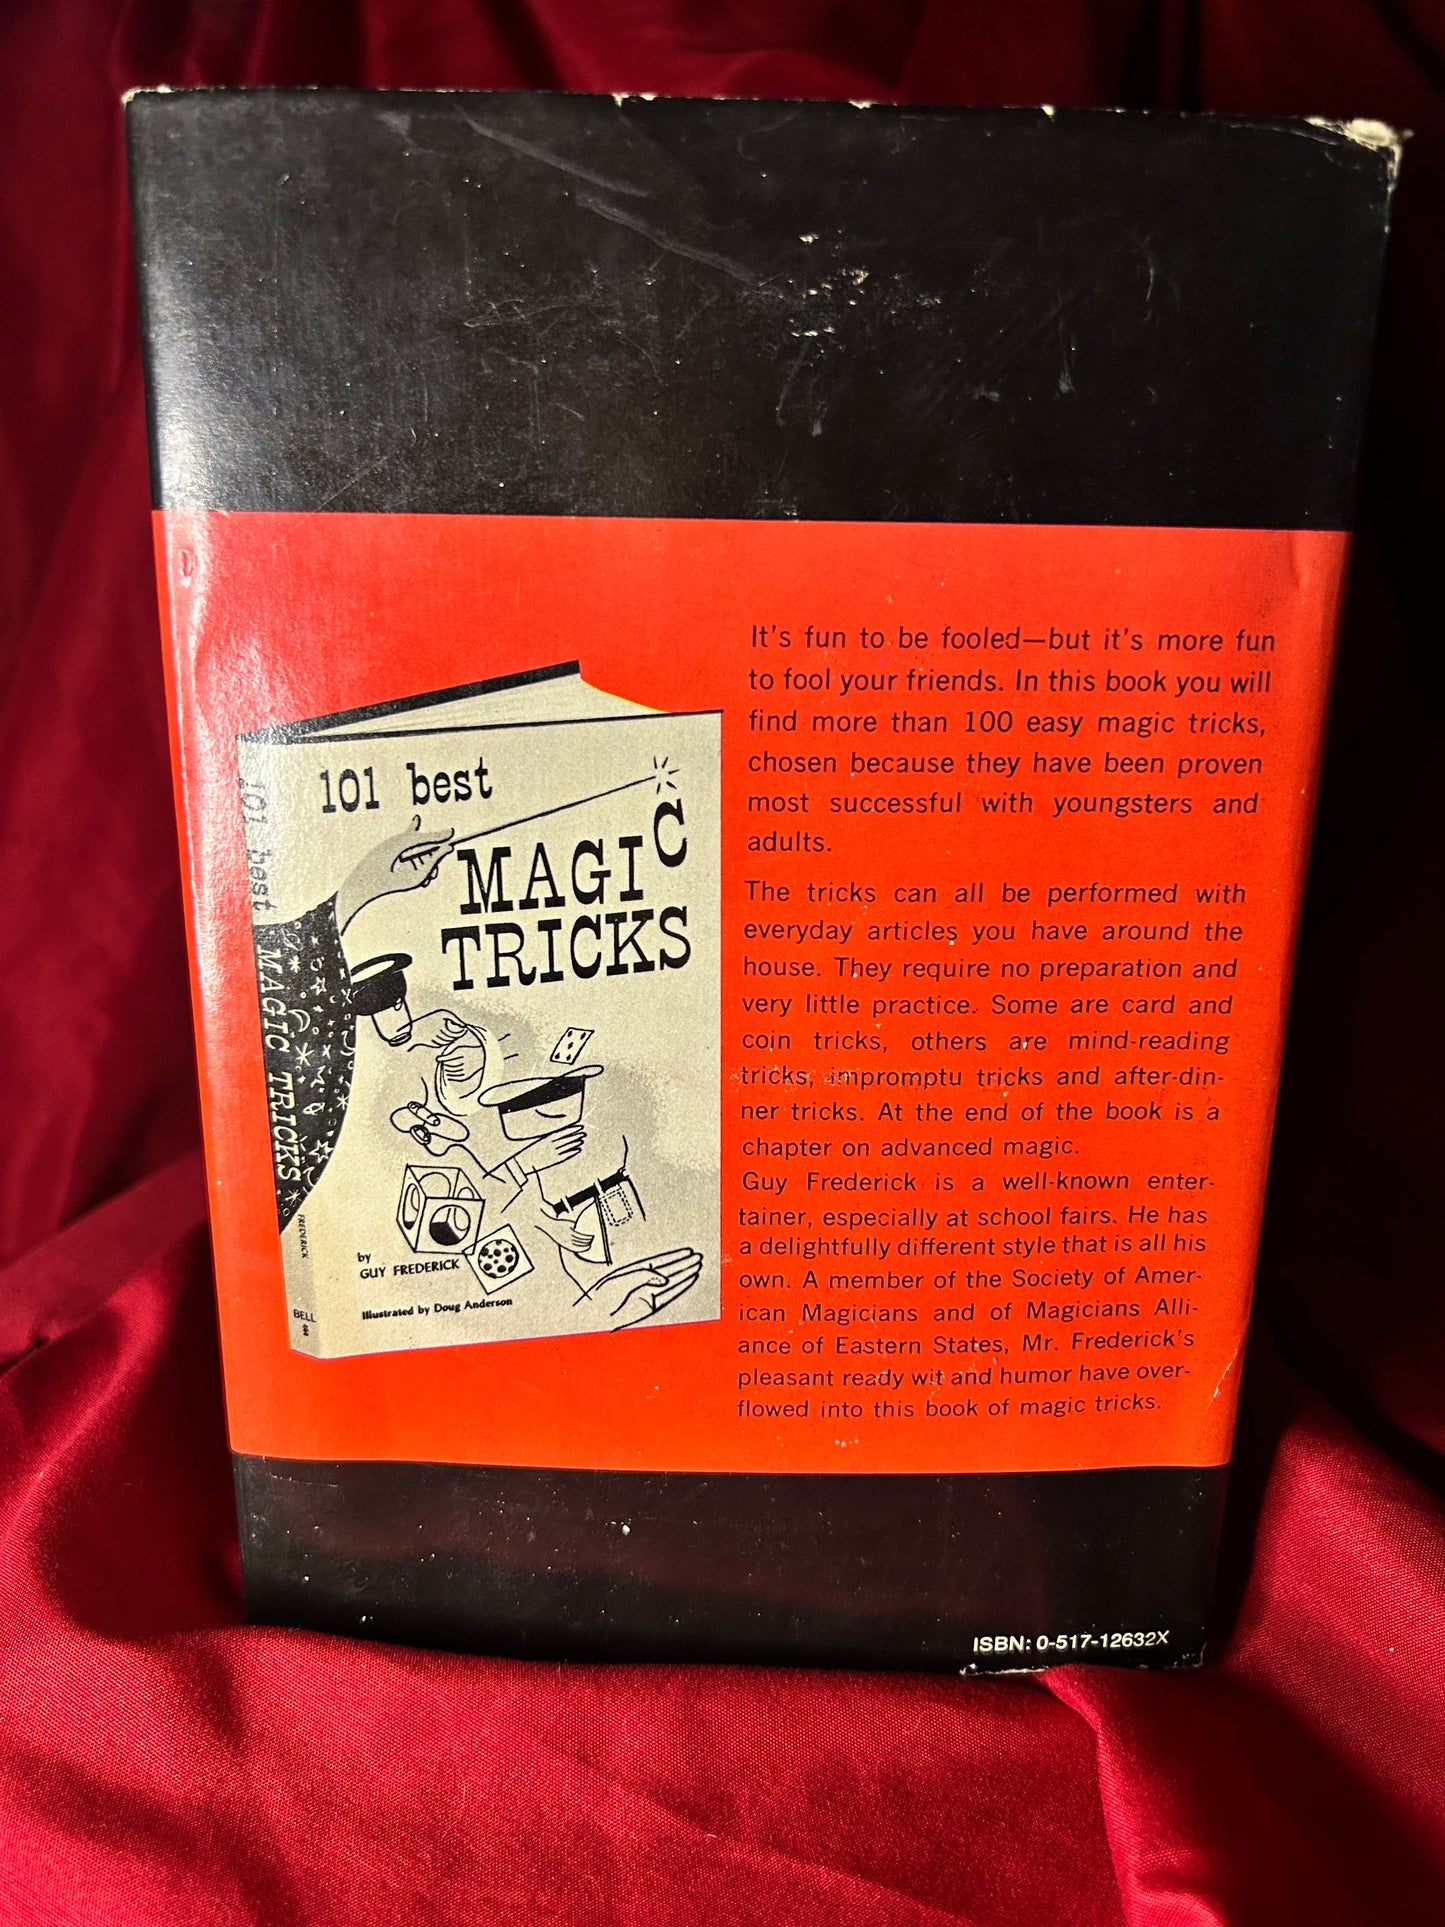 It's fun to be fooled—but it's more fun
to fool your friends. In this book you will
find more than 100 easy magic tricks,
chosen because they have been proven
most successful with youngsters and
adults.
The tricks can all be performed with
everyday articles you have around the
house. They require no preparation and
very little practice. Some are card and
coin tricks, others are mind-reading
tricks, impromptu tricks and after-din-
ner tricks. At the end of the book is a
chapter on advanced magic.
Guy Frederick is a well-known enter-
tainer, especially at school fairs. He has
a delightfully different style that is all his
own. A member of the Society of Amer-
ican Magicians and of Magicians Alli-
ance of Eastern States, Mr. Frederick's
pleasant ready wit and humor have over-
flowed into this book of magic tricks.
101 best
MAGIC
TRICKS
by
GUY FREDERICK
Illustrated by Doug Anderson
101 best MAGIC TRICKS
FREDERICK
BELL
ISBN: 0-517-12632X